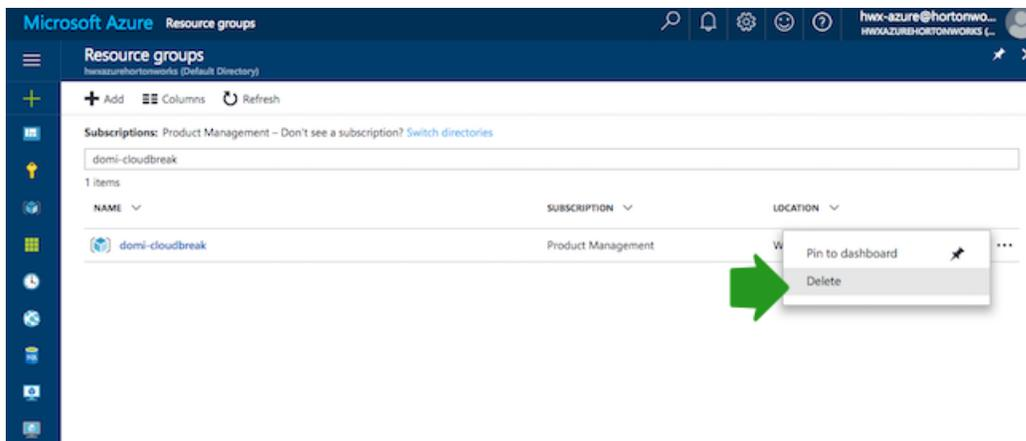 Microsoft Azure Resource groups hwx-azure@hortonwo...
HWXAZUREHORTONWORKS (...
Resource groups
hwxazurehortonworks (Default Directory)
Add Columns Refresh
Subscriptions: Product Management – Don't see a subscription? Switch directories
domi-cloudbreak
1 items
NAME SUBSCRIPTION LOCATION
domi-cloudbreak Product Management W
Pin to dashboard
Delete